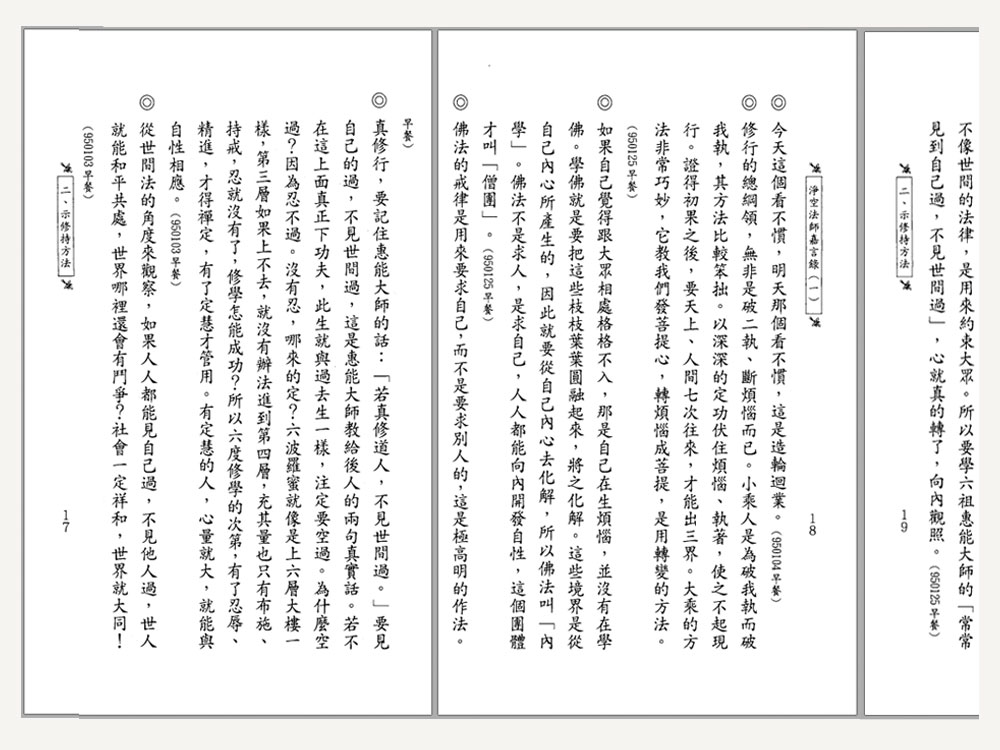 早餐）
◎ 真修行，要記住惠能大師的話：「若真修道人，不見世間過。」要見
自己的過，不見世間過，這是惠能大師教給後人的兩句真實話。若不
在這上面真正下功夫，此生就與過去生一樣，注定要空過。為什麼空
過？因為忍不過。沒有忍，哪來的定？六波羅蜜就像是上六層大樓一
樣，第三層如果上不去，就沒有辦法進到第四層，充其量也只有布施、
持戒，忍就沒有了，修學怎能成功？所以六度修學的次第，有了忍辱、
精進，才得禪定，有了定慧才管用。有定慧的人，心量就大，就能與
自性相應。（950103早餐）
◎ 從世間法的角度來觀察，如果人人都能見自己過，不見他人過，世人
就能和平共處，世界哪裡還會有鬥爭？社會一定祥和，世界就大同！
（950103早餐）
二、示修持方法
17
淨空法師嘉言錄（一）
18
◎ 今天這個看不慣，明天那個看不慣，這是造輪迴業。（950104早餐）
◎ 修行的總綱領，無非是破二執、斷煩惱而已。小乘人是為破我執而破
我執，其方法比較笨拙。以深深的定功伏住煩惱、執著，使之不起現
行。證得初果之後，要天上、人間七次往來，才能出三界。大乘的方
法非常巧妙，它教我們發菩提心，轉煩惱成菩提，是用轉變的方法。
（950125早餐）
◎ 如果自己覺得跟大眾相處格格不入，那是自己在生煩惱，並沒有在學
佛。學佛就是要把這些枝枝葉葉圓融起來，將之化解。這些境界是從
自己內心所產生的，因此就要從自己內心去化解，所以佛法叫「內
學」。佛法不是求人，是求自己，人人都能向內開發自性，這個團體
才叫「僧團」。（950125早餐）
◎ 佛法的戒律是用來要求自己，而不是要求別人的，這是極高明的作法。
不像世間的法律，是用來約束大眾。所以要學六祖惠能大師的「常常
見到自己過，不見世間過」，心就真的轉了，向內觀照。（950125早餐）
二、示修持方法
19